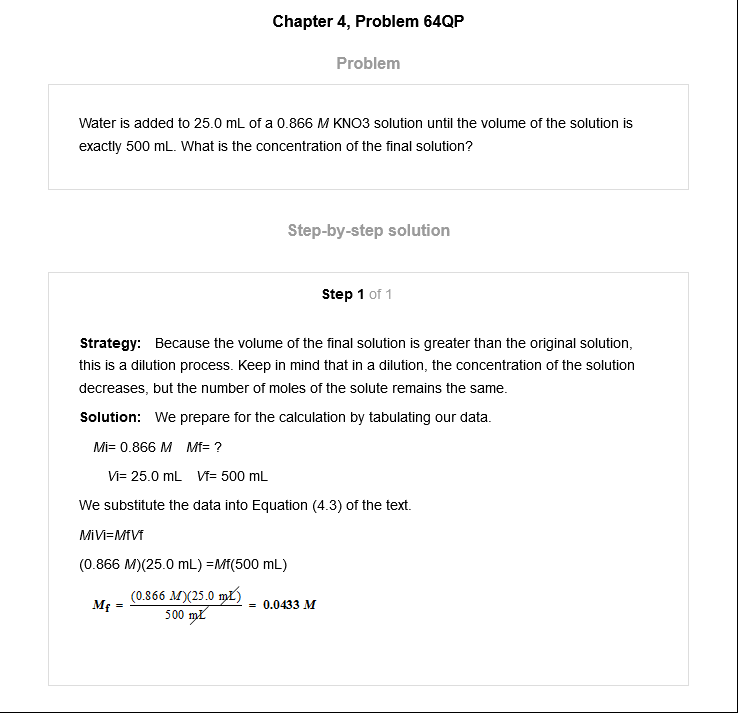 Chapter 4, Problem 64QP
Problem
Water is added to 25.0 mL of a 0.866 M KNO3 solution until the volume of the solution is
exactly 500 mL. What is the concentration of the final solution?
Step-by-step solution
Step 1 of 1
Strategy: Because the volume of the final solution is greater than the original solution,
this is a dilution process. Keep in mind that in a dilution, the concentration of the solution
decreases, but the number of moles of the solute remains the same.
Solution: We prepare for the calculation by tabulating our data.
Mi= 0.866 M Mf= ?
Vi= 25.0 mL Vf= 500 mL
We substitute the data into Equation (4.3) of the text.
MiVi=MfVf
(0.866 M)(25.0 mL) =Mf(500 mL)
Mf = (0.866 M)(25.0 mL) / 500 mL = 0.0433 M